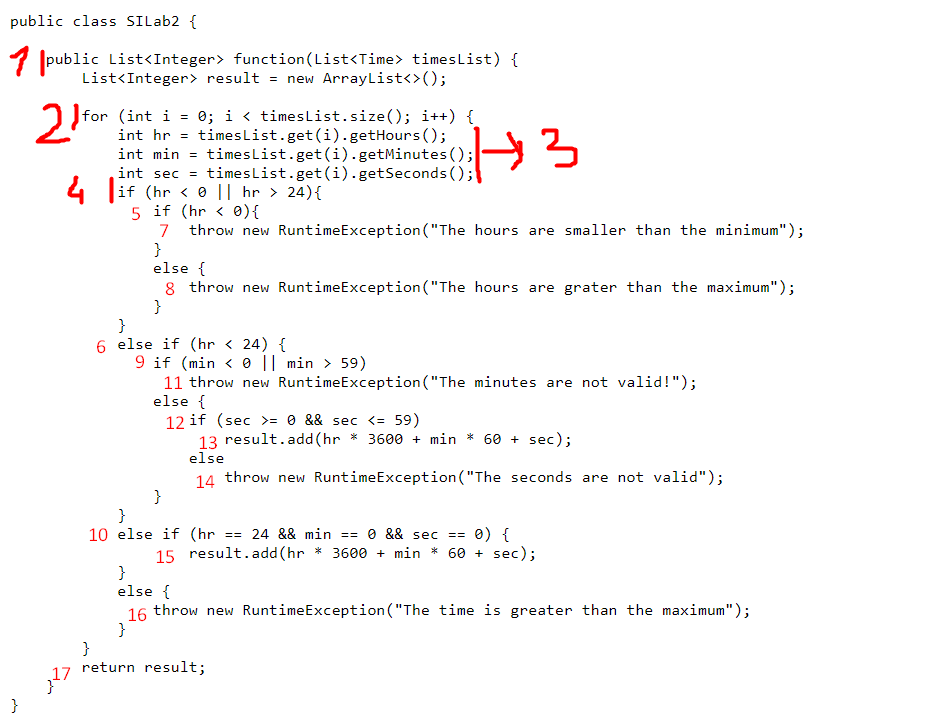 public class SILab2 {
1 public List<Integer> function(List<Time> timesList) {
List<Integer> result = new ArrayList<>();
2 for (int i = 0; i < timesList.size(); i++) {
int hr = timesList.get(i).getHours();
int min = timesList.get(i).getMinutes(); → 3
int sec = timesList.get(i).getSeconds();
4 if (hr < 0 || hr > 24){
5 if (hr < 0){
7 throw new RuntimeException("The hours are smaller than the minimum");
}
else {
8 throw new RuntimeException("The hours are grater than the maximum");
}
}
6 else if (hr < 24) {
9 if (min < 0 || min > 59)
11 throw new RuntimeException("The minutes are not valid!");
else {
12 if (sec >= 0 && sec <= 59)
13 result.add(hr * 3600 + min * 60 + sec);
else
14 throw new RuntimeException("The seconds are not valid");
}
}
10 else if (hr == 24 && min == 0 && sec == 0) {
15 result.add(hr * 3600 + min * 60 + sec);
}
else {
16 throw new RuntimeException("The time is greater than the maximum");
}
}
17 return result;
}
}